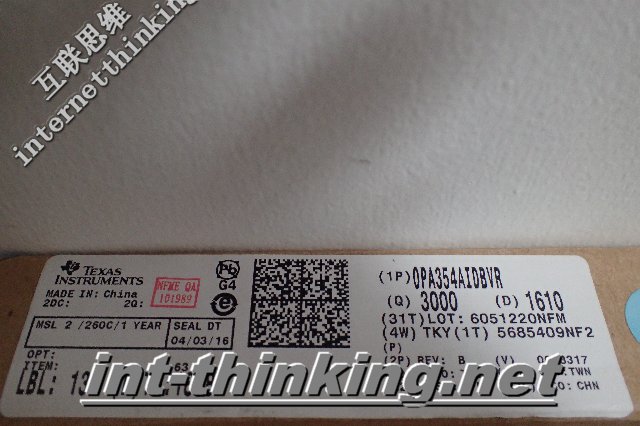 互联思维
internetthinking
TEXAS
INSTRUMENTS
MADE IN: China
2DC: 2Q:
NFME QA
101989
Pb
G4
e
MSL 2 /260C/1 YEAR
SEAL DT
04/03/16
OPT:
ITEM:
LBL: 13
(1P) OPA354AIDBVR
(Q) 3000 (D) 1610
(31T) LOT: 6051220NFM
(4W) TKY(1T) 5685409NF2
(P)
(2P) REV: B (V)
CHN
int-thinking.net